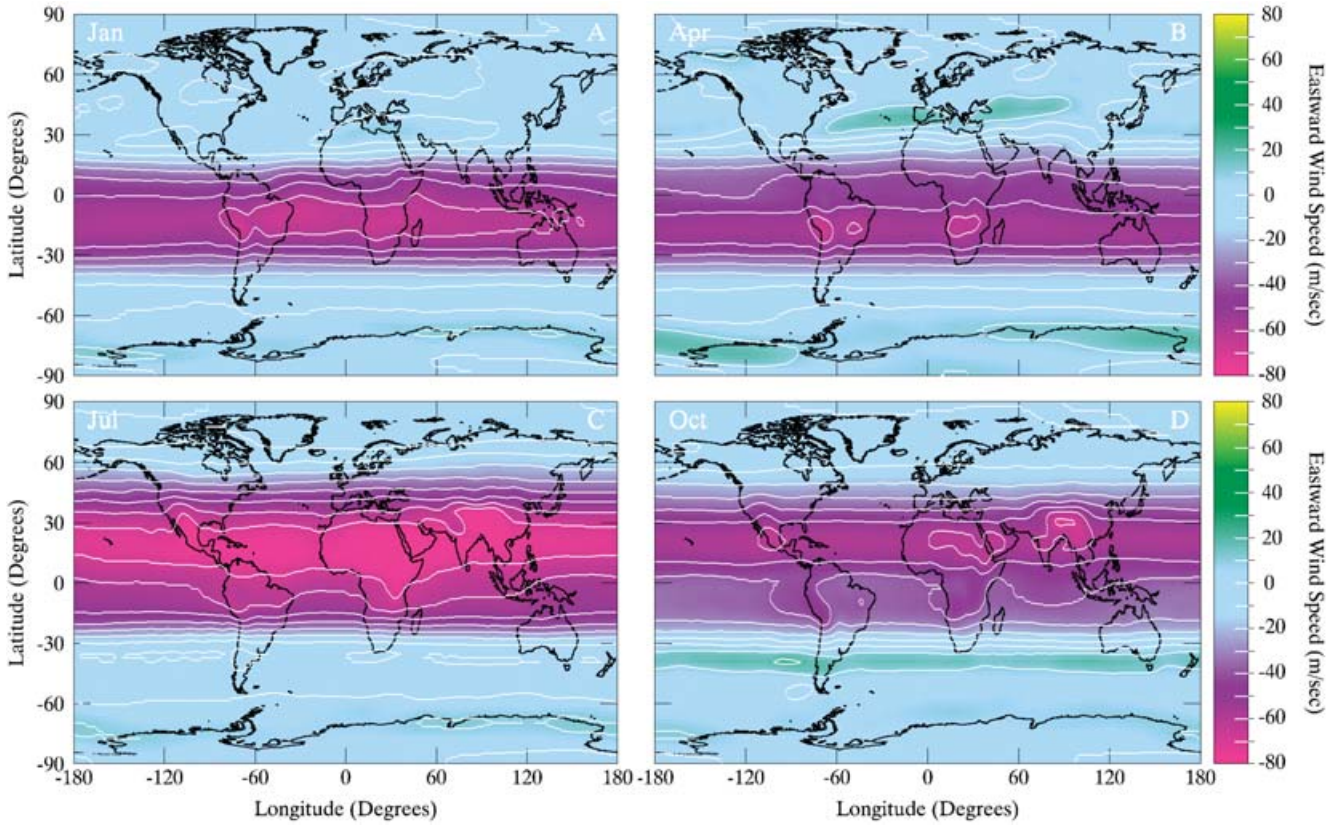 Jan A
Apr B
90
60
30
0
-30
-60
-90
Latitude (Degrees)
80
60
40
20
0
-20
-40
-60
-80
Eastward Wind Speed (m/sec)
Jul C
Oct D
90
60
30
0
-30
-60
-90
Latitude (Degrees)
80
60
40
20
0
-20
-40
-60
-80
Eastward Wind Speed (m/sec)
-180 -120 -60 0 60 120 180
-120 -60 0 60 120 180
Longitude (Degrees)
Longitude (Degrees)